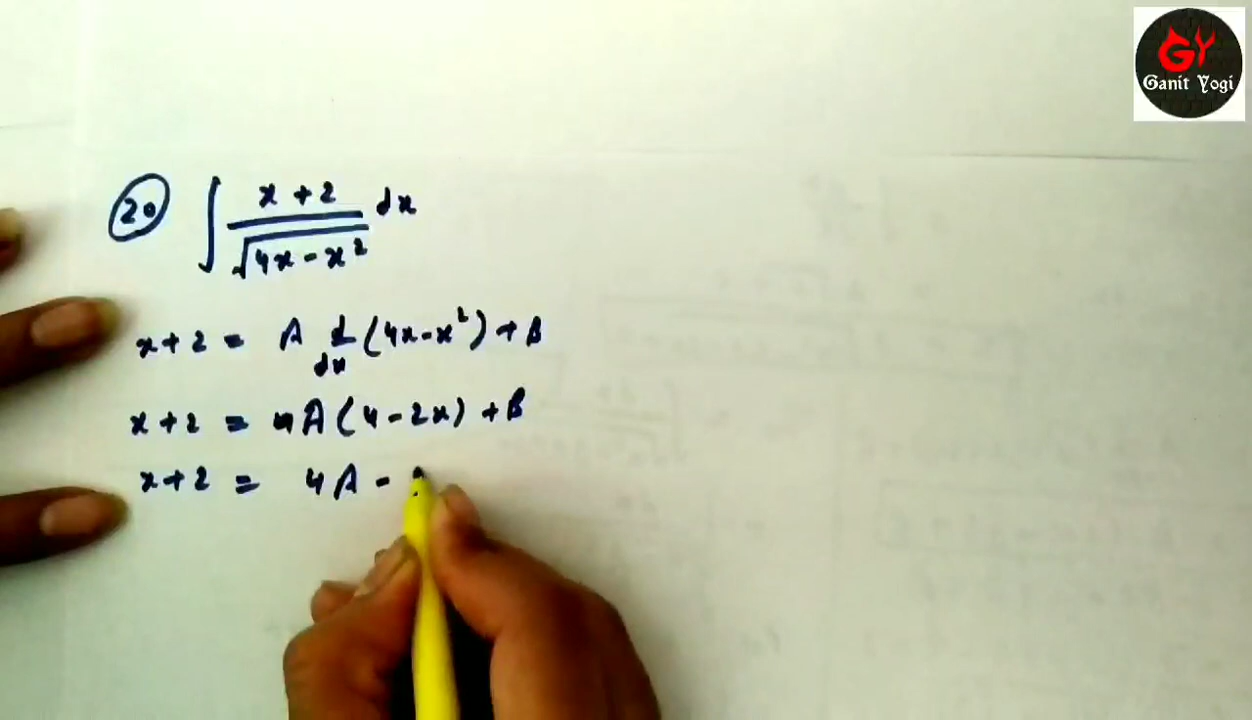 GY
Ganit Yogi
(20) ∫ x + 2 / √(4x - x²) dx
x + 2 = A d/dx (4x - x²) + B
x + 2 = A (4 - 2x) + B
x + 2 = 4A -